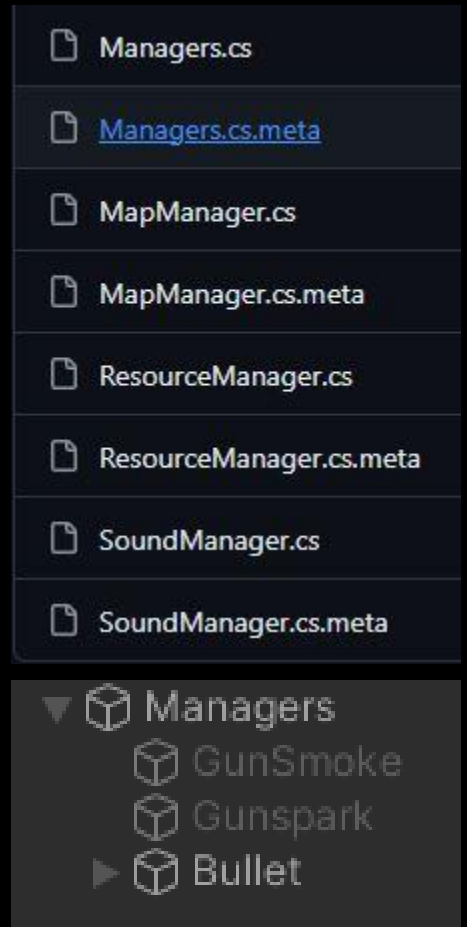 Managers.cs
Managers.cs.meta
MapManager.cs
MapManager.cs.meta
ResourceManager.cs
ResourceManager.cs.meta
SoundManager.cs
SoundManager.cs.meta
Managers
GunSmoke
Gunspark
Bullet